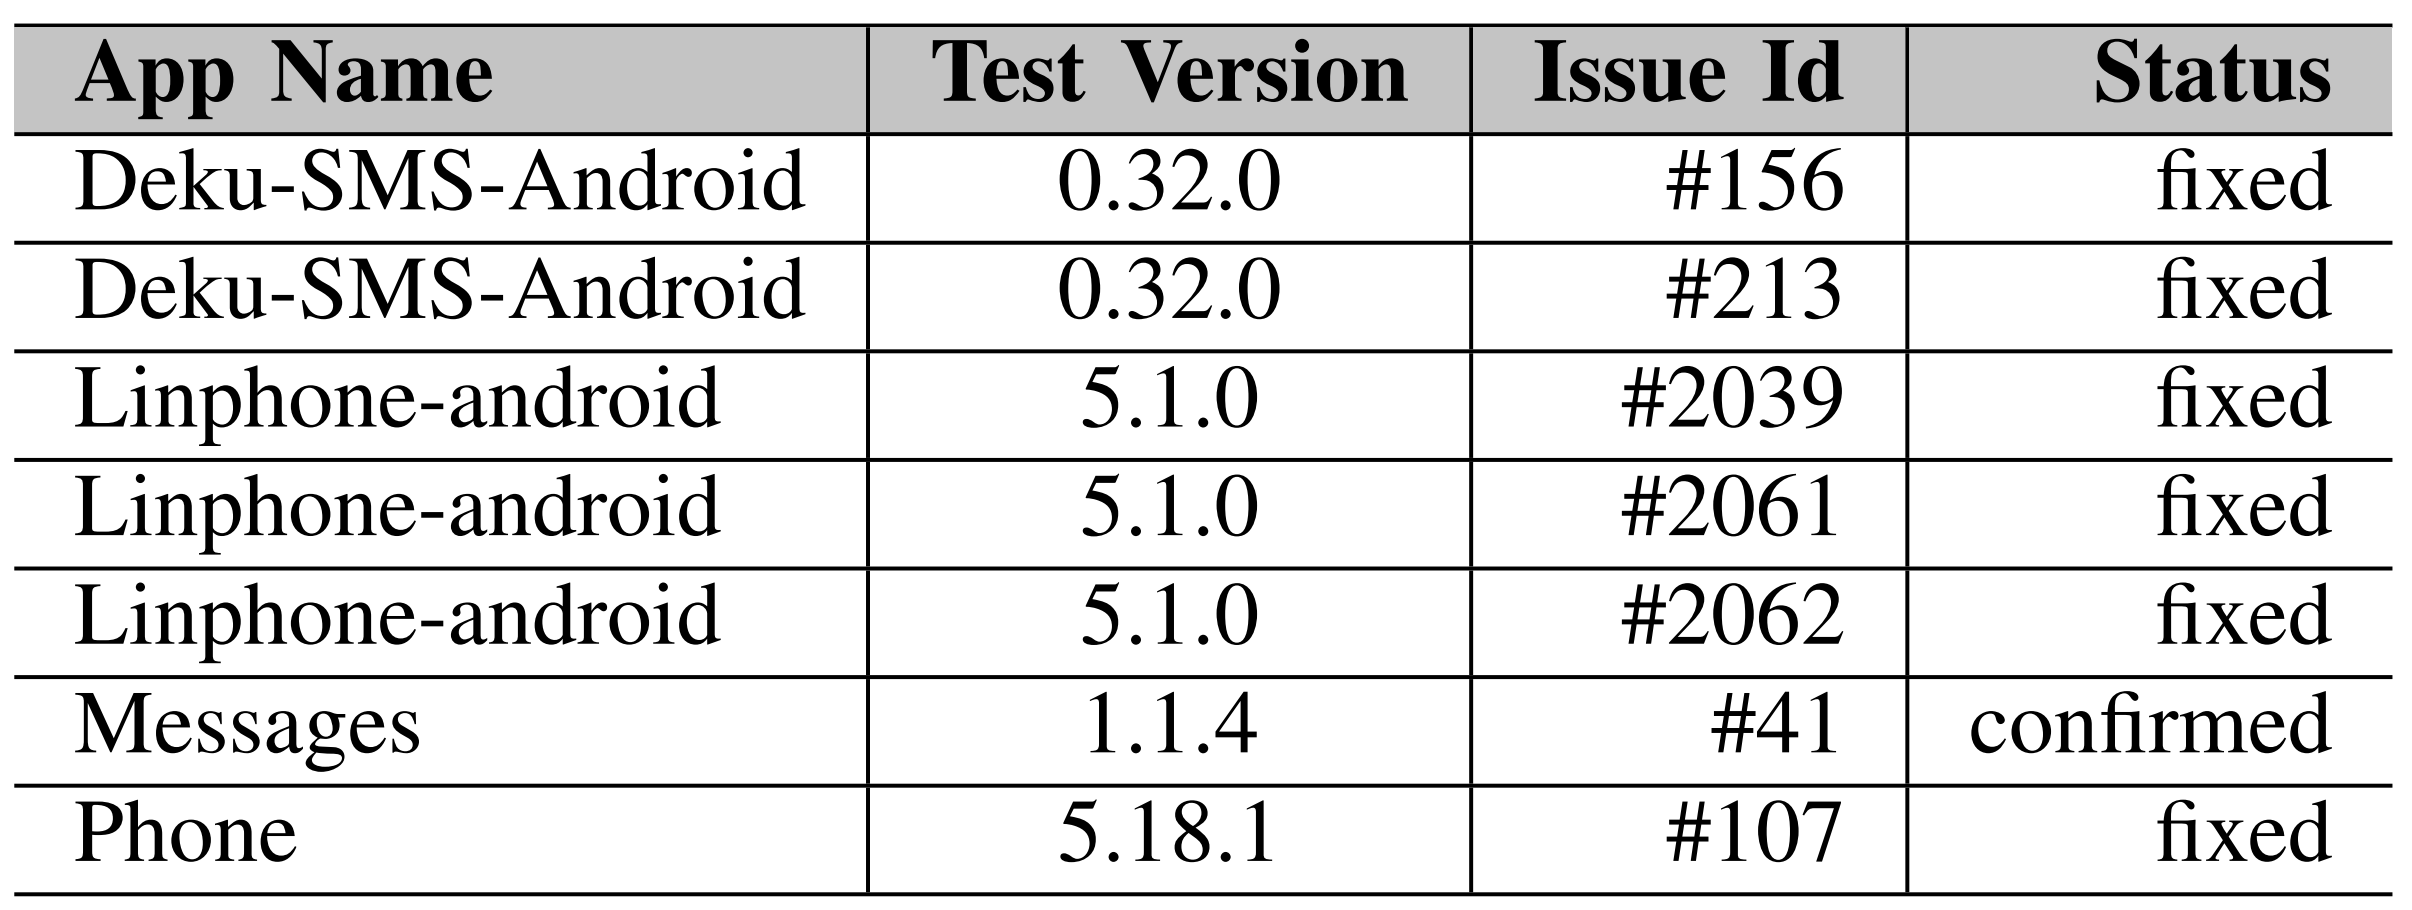 App Name Test Version Issue Id Status
Deku-SMS-Android 0.32.0 #156 fixed
Deku-SMS-Android 0.32.0 #213 fixed
Linphone-android 5.1.0 #2039 fixed
Linphone-android 5.1.0 #2061 fixed
Linphone-android 5.1.0 #2062 fixed
Messages 1.1.4 #41 confirmed
Phone 5.18.1 #107 fixed